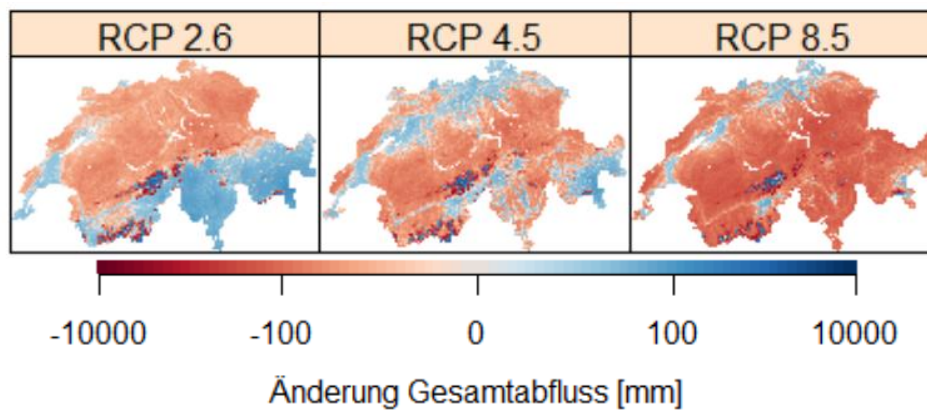 RCP 2.6 RCP 4.5 RCP 8.5
-10000 -100 0 100 10000
Änderung Gesamtabfluss [mm]